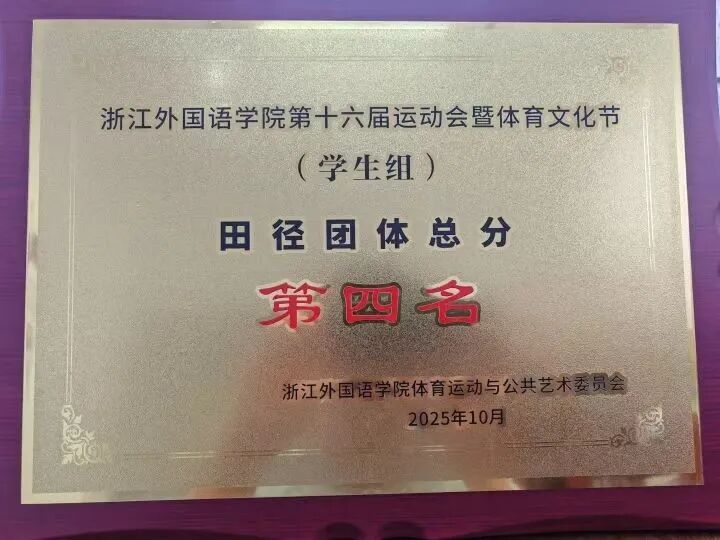 浙江外国语学院第十六届运动会暨体育文化节
（学生组）
田径团体总分
第四名
浙江外国语学院体育运动与公共艺术委员会
2025年10月